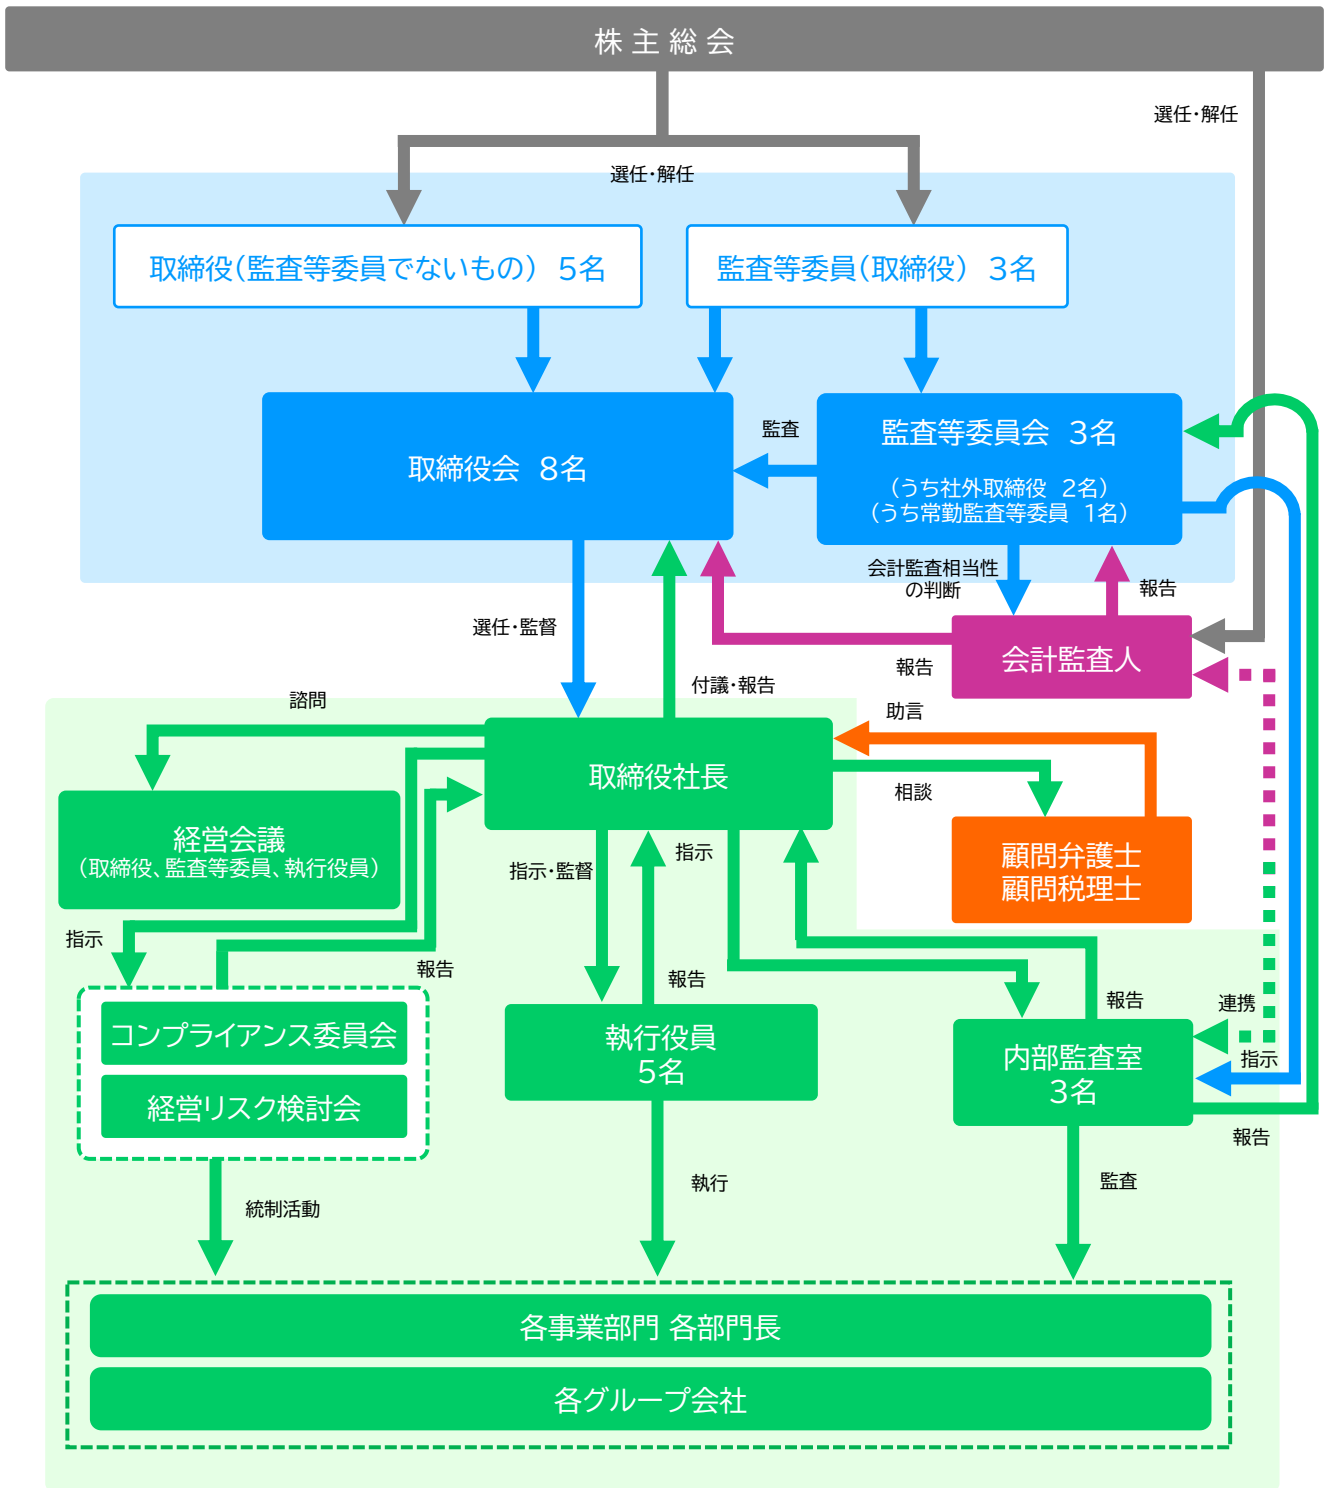 株主総会
選任・解任
選任・解任
取締役(監査等委員でないもの) 5名
監査等委員(取締役) 3名
取締役会 8名
監査
監査等委員会 3名
(うち社外取締役 2名)
(うち常勤監査等委員 1名)
会計監査相当性
の判断
報告
選任・監督
会計監査人
報告
付議・報告
諮問
助言
取締役社長
相談
経営会議
(取締役、監査等委員、執行役員)
指示・監督
指示
顧問弁護士
顧問税理士
指示
報告
報告
報告
連携
コンプライアンス委員会
経営リスク検討会
執行役員
5名
内部監査室
3名
指示
報告
統制活動
執行
監査
各事業部門 各部門長
各グループ会社